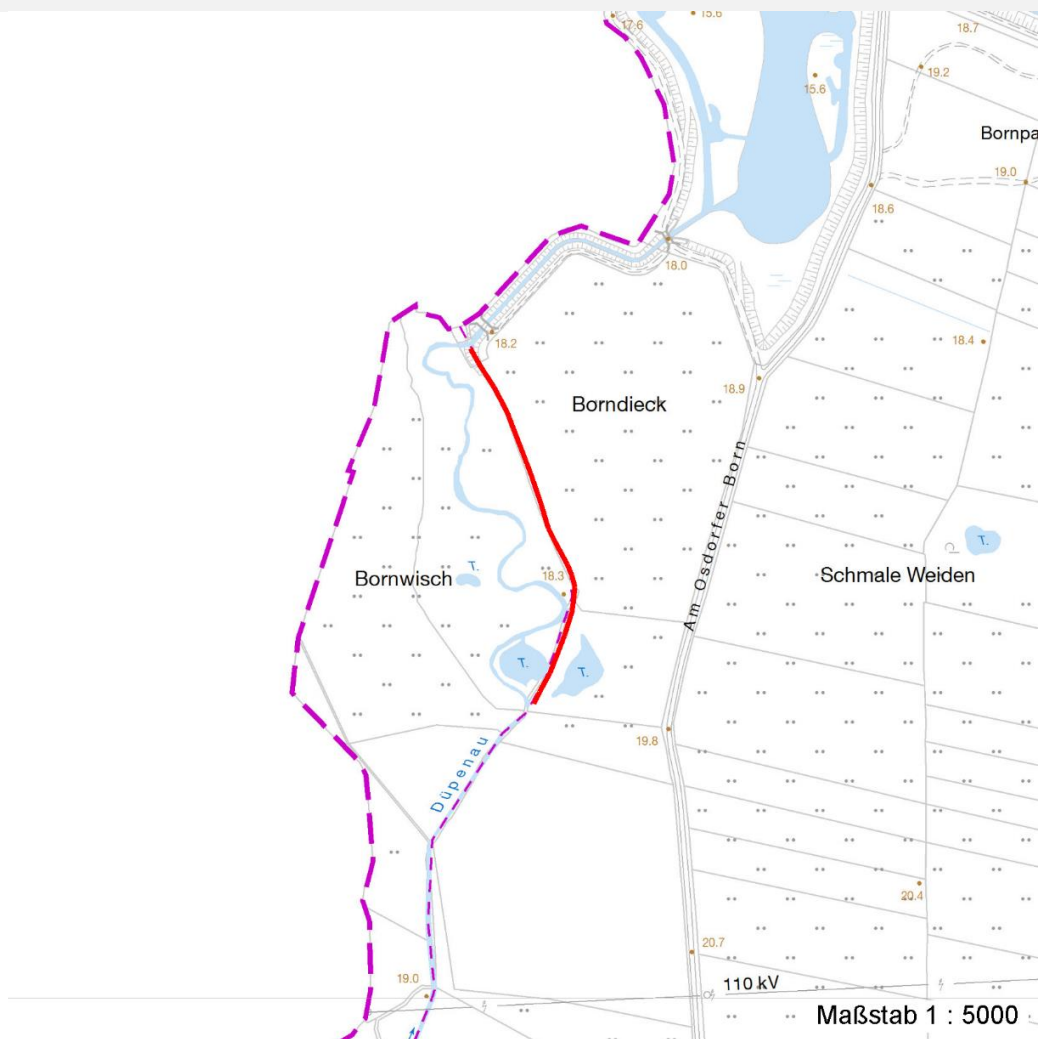 17.6
15.6
18.7
19.2
15.6
Bornpa
19.0
18.6
18.0
18.2
18.4
18.9
Borndieck
Am Osdorfer Born
T.
T.
Bornwisch
18.3
Schmale Weiden
T.
T.
19.8
Düpenau
20.4
20.7
19.0
110 kV
Maßstab 1 : 5000